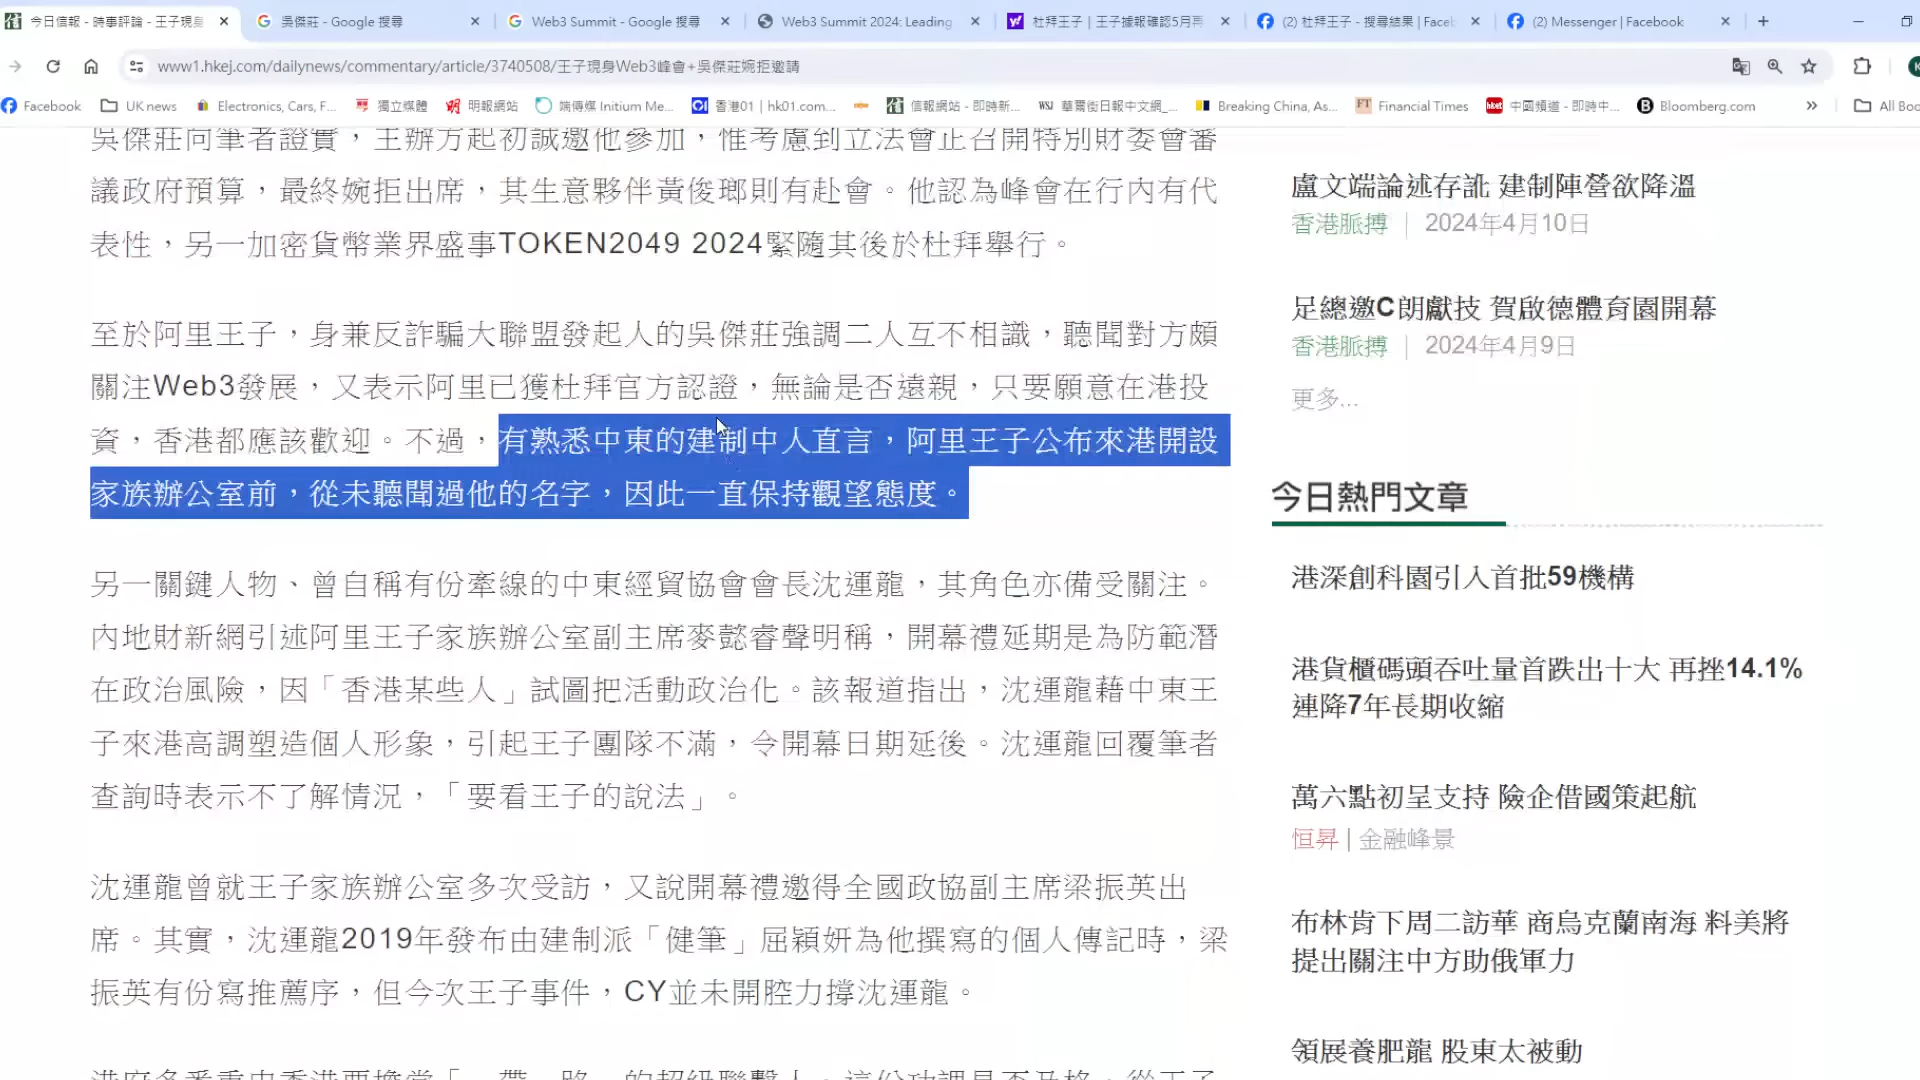 今日信報 - 時事評論 - 王子現身
吳傑莊 - Google 搜尋
Web3 Summit - Google 搜尋
Web3 Summit 2024: Leading
杜拜王子 | 王子據報確認5月再
(2) 杜拜王子 - 搜尋結果 | Facel
(2) Messenger | Facebook
www1.hkej.com/dailynews/commentary/article/3740508/王子現身Web3峰會+吳傑莊婉拒邀請
Facebook
UK news
Electronics, Cars, F...
獨立媒體
明報網站
端傳媒 Initium Me...
香港01 | hk01.com...
信報網站 - 即時新...
華爾街日報中文網_...
Breaking China, As...
Financial Times
中國頻道 - 即時中...
Bloomberg.com
All Boo
吳傑莊向筆者證實，主辦方起初誠邀他參加，惟考慮到立法會正召開特別財委會審
議政府預算，最終婉拒出席，其生意夥伴黃俊瑯則有赴會。他認為峰會在行內有代
表性，另一加密貨幣業界盛事TOKEN2049 2024緊隨其後於杜拜舉行。
至於阿里王子，身兼反詐騙大聯盟發起人的吳傑莊強調二人互不相識，聽聞對方頗
關注Web3發展，又表示阿里已獲杜拜官方認證，無論是否遠親，只要願意在港投
資，香港都應該歡迎。不過，有熟悉中東的建制中人直言，阿里王子公布來港開設
家族辦公室前，從未聽聞過他的名字，因此一直保持觀望態度。
另一關鍵人物、曾自稱有份牽線的中東經貿協會會長沈運龍，其角色亦備受關注。
內地財新網引述阿里王子家族辦公室副主席麥懿睿聲明稱，開幕禮延期是為防範潛
在政治風險，因「香港某些人」試圖把活動政治化。該報道指出，沈運龍藉中東王
子來港高調塑造個人形象，引起王子團隊不滿，令開幕日期延後。沈運龍回覆筆者
查詢時表示不了解情況，「要看王子的說法」。
沈運龍曾就王子家族辦公室多次受訪，又說開幕禮邀得全國政協副主席梁振英出
席。其實，沈運龍2019年發布由建制派「健筆」屈穎妍為他撰寫的個人傳記時，梁
振英有份寫推薦序，但今次王子事件，CY並未開腔力撐沈運龍。
盧文端論述存訛 建制陣營欲降溫
香港脈搏 | 2024年4月10日
足總邀C朗獻技 賀啟德體育園開幕
香港脈搏 | 2024年4月9日
更多...
今日熱門文章
港深創科園引入首批59機構
港貨櫃碼頭吞吐量首跌出十大 再挫14.1%
連降7年長期收縮
萬六點初呈支持 險企借國策起航
恒昇 | 金融峰景
布林肯下周二訪華 商烏克蘭南海 料美將
提出關注中方助俄軍力
領展養肥龍 股東太被動